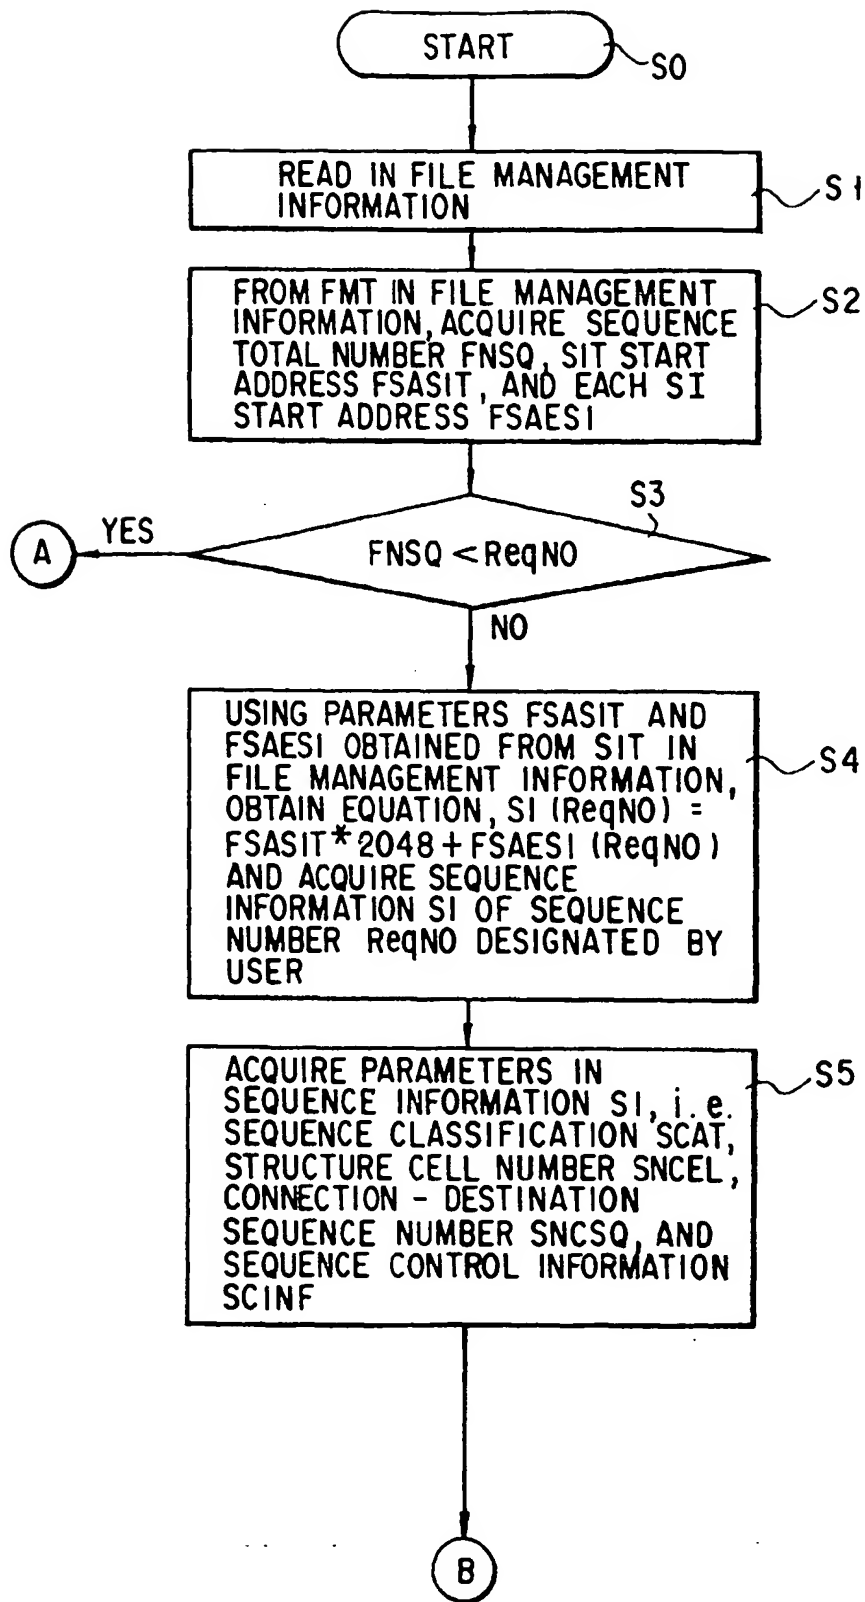 START
S0
READ IN FILE MANAGEMENT
INFORMATION
S1
FROM FMT IN FILE MANAGEMENT
INFORMATION, ACQUIRE SEQUENCE
TOTAL NUMBER FNSQ, SIT START
ADDRESS FSASIT, AND EACH SI
START ADDRESS FSAESI
S2
S3
FNSQ < ReqNO
YES
A
NO
USING PARAMETERS FSASIT AND
FSAESI OBTAINED FROM SIT IN
FILE MANAGEMENT INFORMATION,
OBTAIN EQUATION, SI (ReqNO) =
FSASIT*2048+FSAESI (ReqNO)
AND ACQUIRE SEQUENCE
INFORMATION SI OF SEQUENCE
NUMBER ReqNO DESIGNATED BY
USER
S4
ACQUIRE PARAMETERS IN
SEQUENCE INFORMATION SI, i.e.
SEQUENCE CLASSIFICATION SCAT,
STRUCTURE CELL NUMBER SNCEL,
CONNECTION - DESTINATION
SEQUENCE NUMBER SNCSQ, AND
SEQUENCE CONTROL INFORMATION
SCINF
S5
B